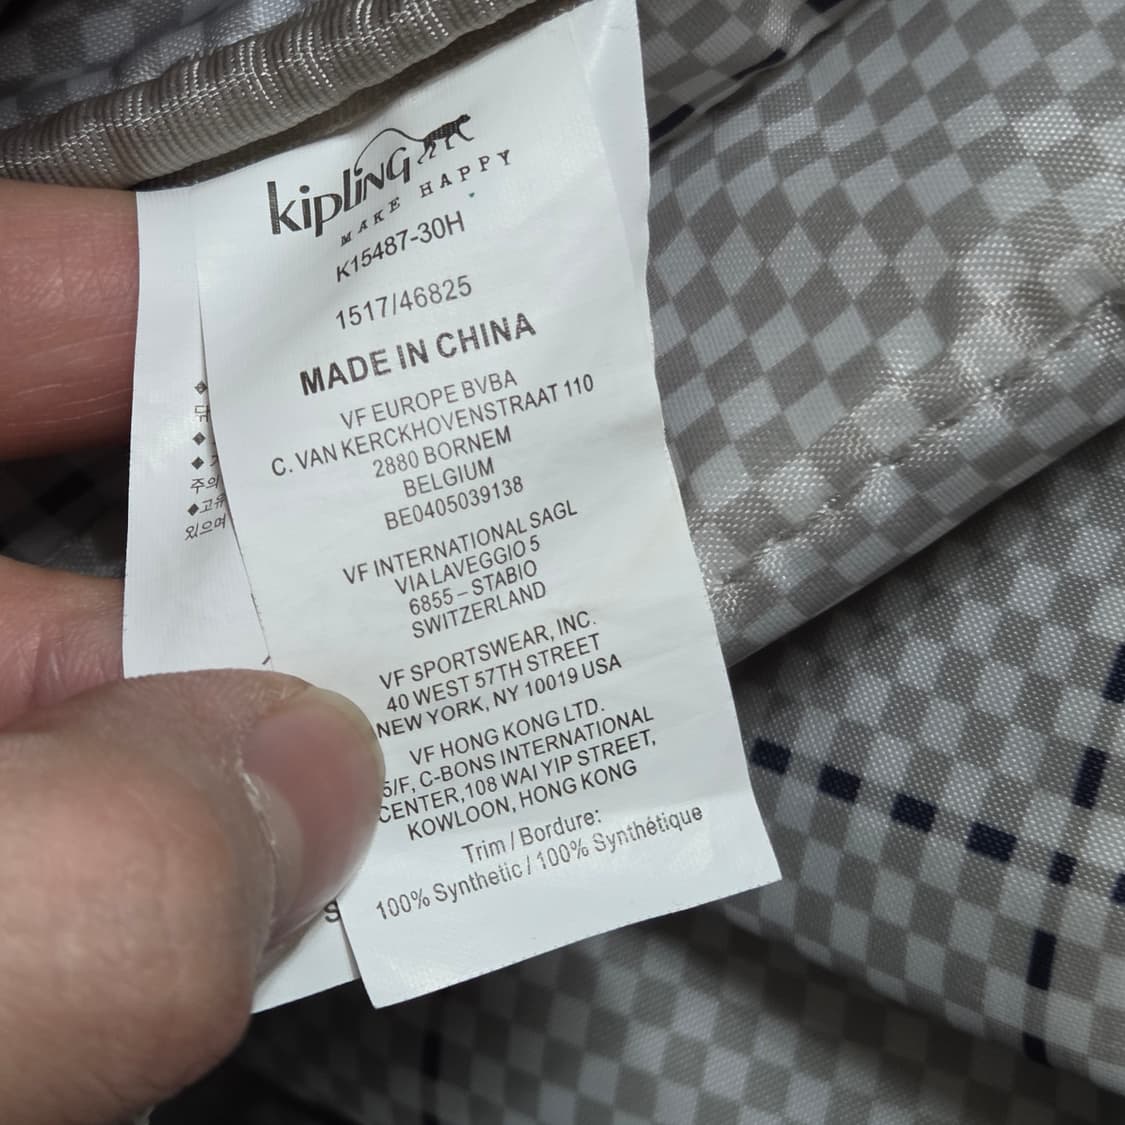 kipling
MAKE HAPPY
K15487-30H
1517/46825
MADE IN CHINA
VF EUROPE BVBA
C. VAN KERCKHOVENSTRAAT 110
2880 BORNEM
BELGIUM
BE0405039138
VF INTERNATIONAL SAGL
VIA LAVEGGIO 5
6855 – STABIO
SWITZERLAND
VF SPORTSWEAR, INC.
40 WEST 57TH STREET
NEW YORK, NY 10019 USA
VF HONG KONG LTD.
5/F, C-BONS INTERNATIONAL
CENTER, 108 WAI YIP STREET,
KOWLOON, HONG KONG
Trim / Bordure:
100% Synthetic / 100% Synthétique
주의
◆고유
있으며